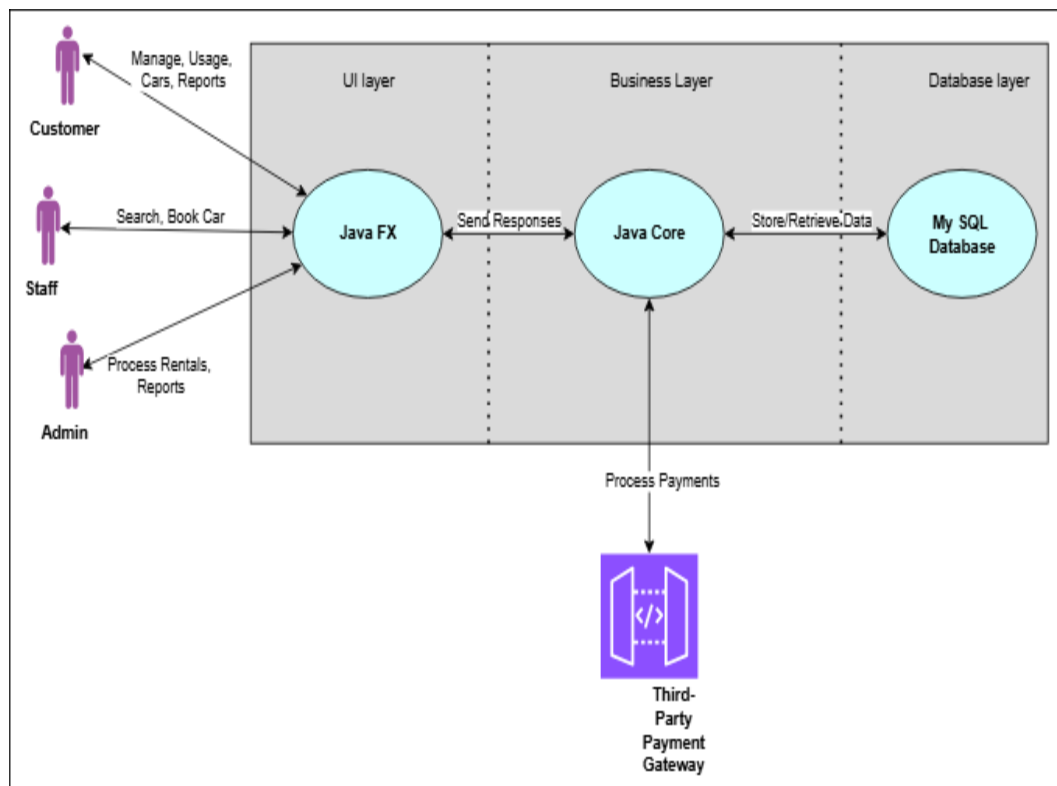 Manage, Usage,
Cars, Reports
UI layer
Business Layer
Database layer
Customer
Search, Book Car
Java FX
Send Responses
Java Core
Store/Retrieve Data
My SQL
Database
Staff
Process Rentals,
Reports
Admin
Process Payments
</>
Third-
Party
Payment
Gateway